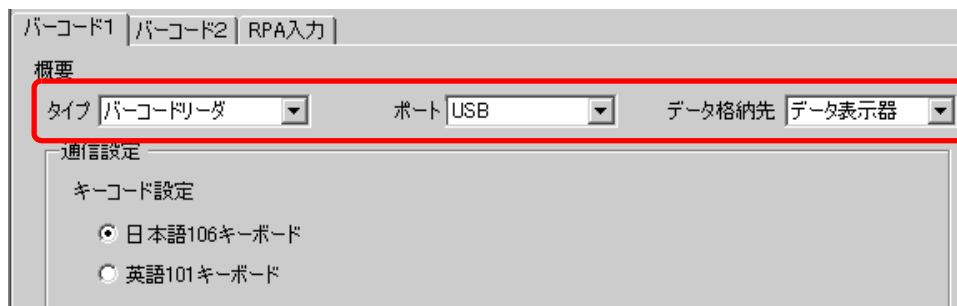 バーコード1 バーコード2 RPA入力
概要
タイプ バーコードリーダ ポート USB データ格納先 データ表示器
通信設定
キーコード設定
日本語106キーボード
英語101キーボード